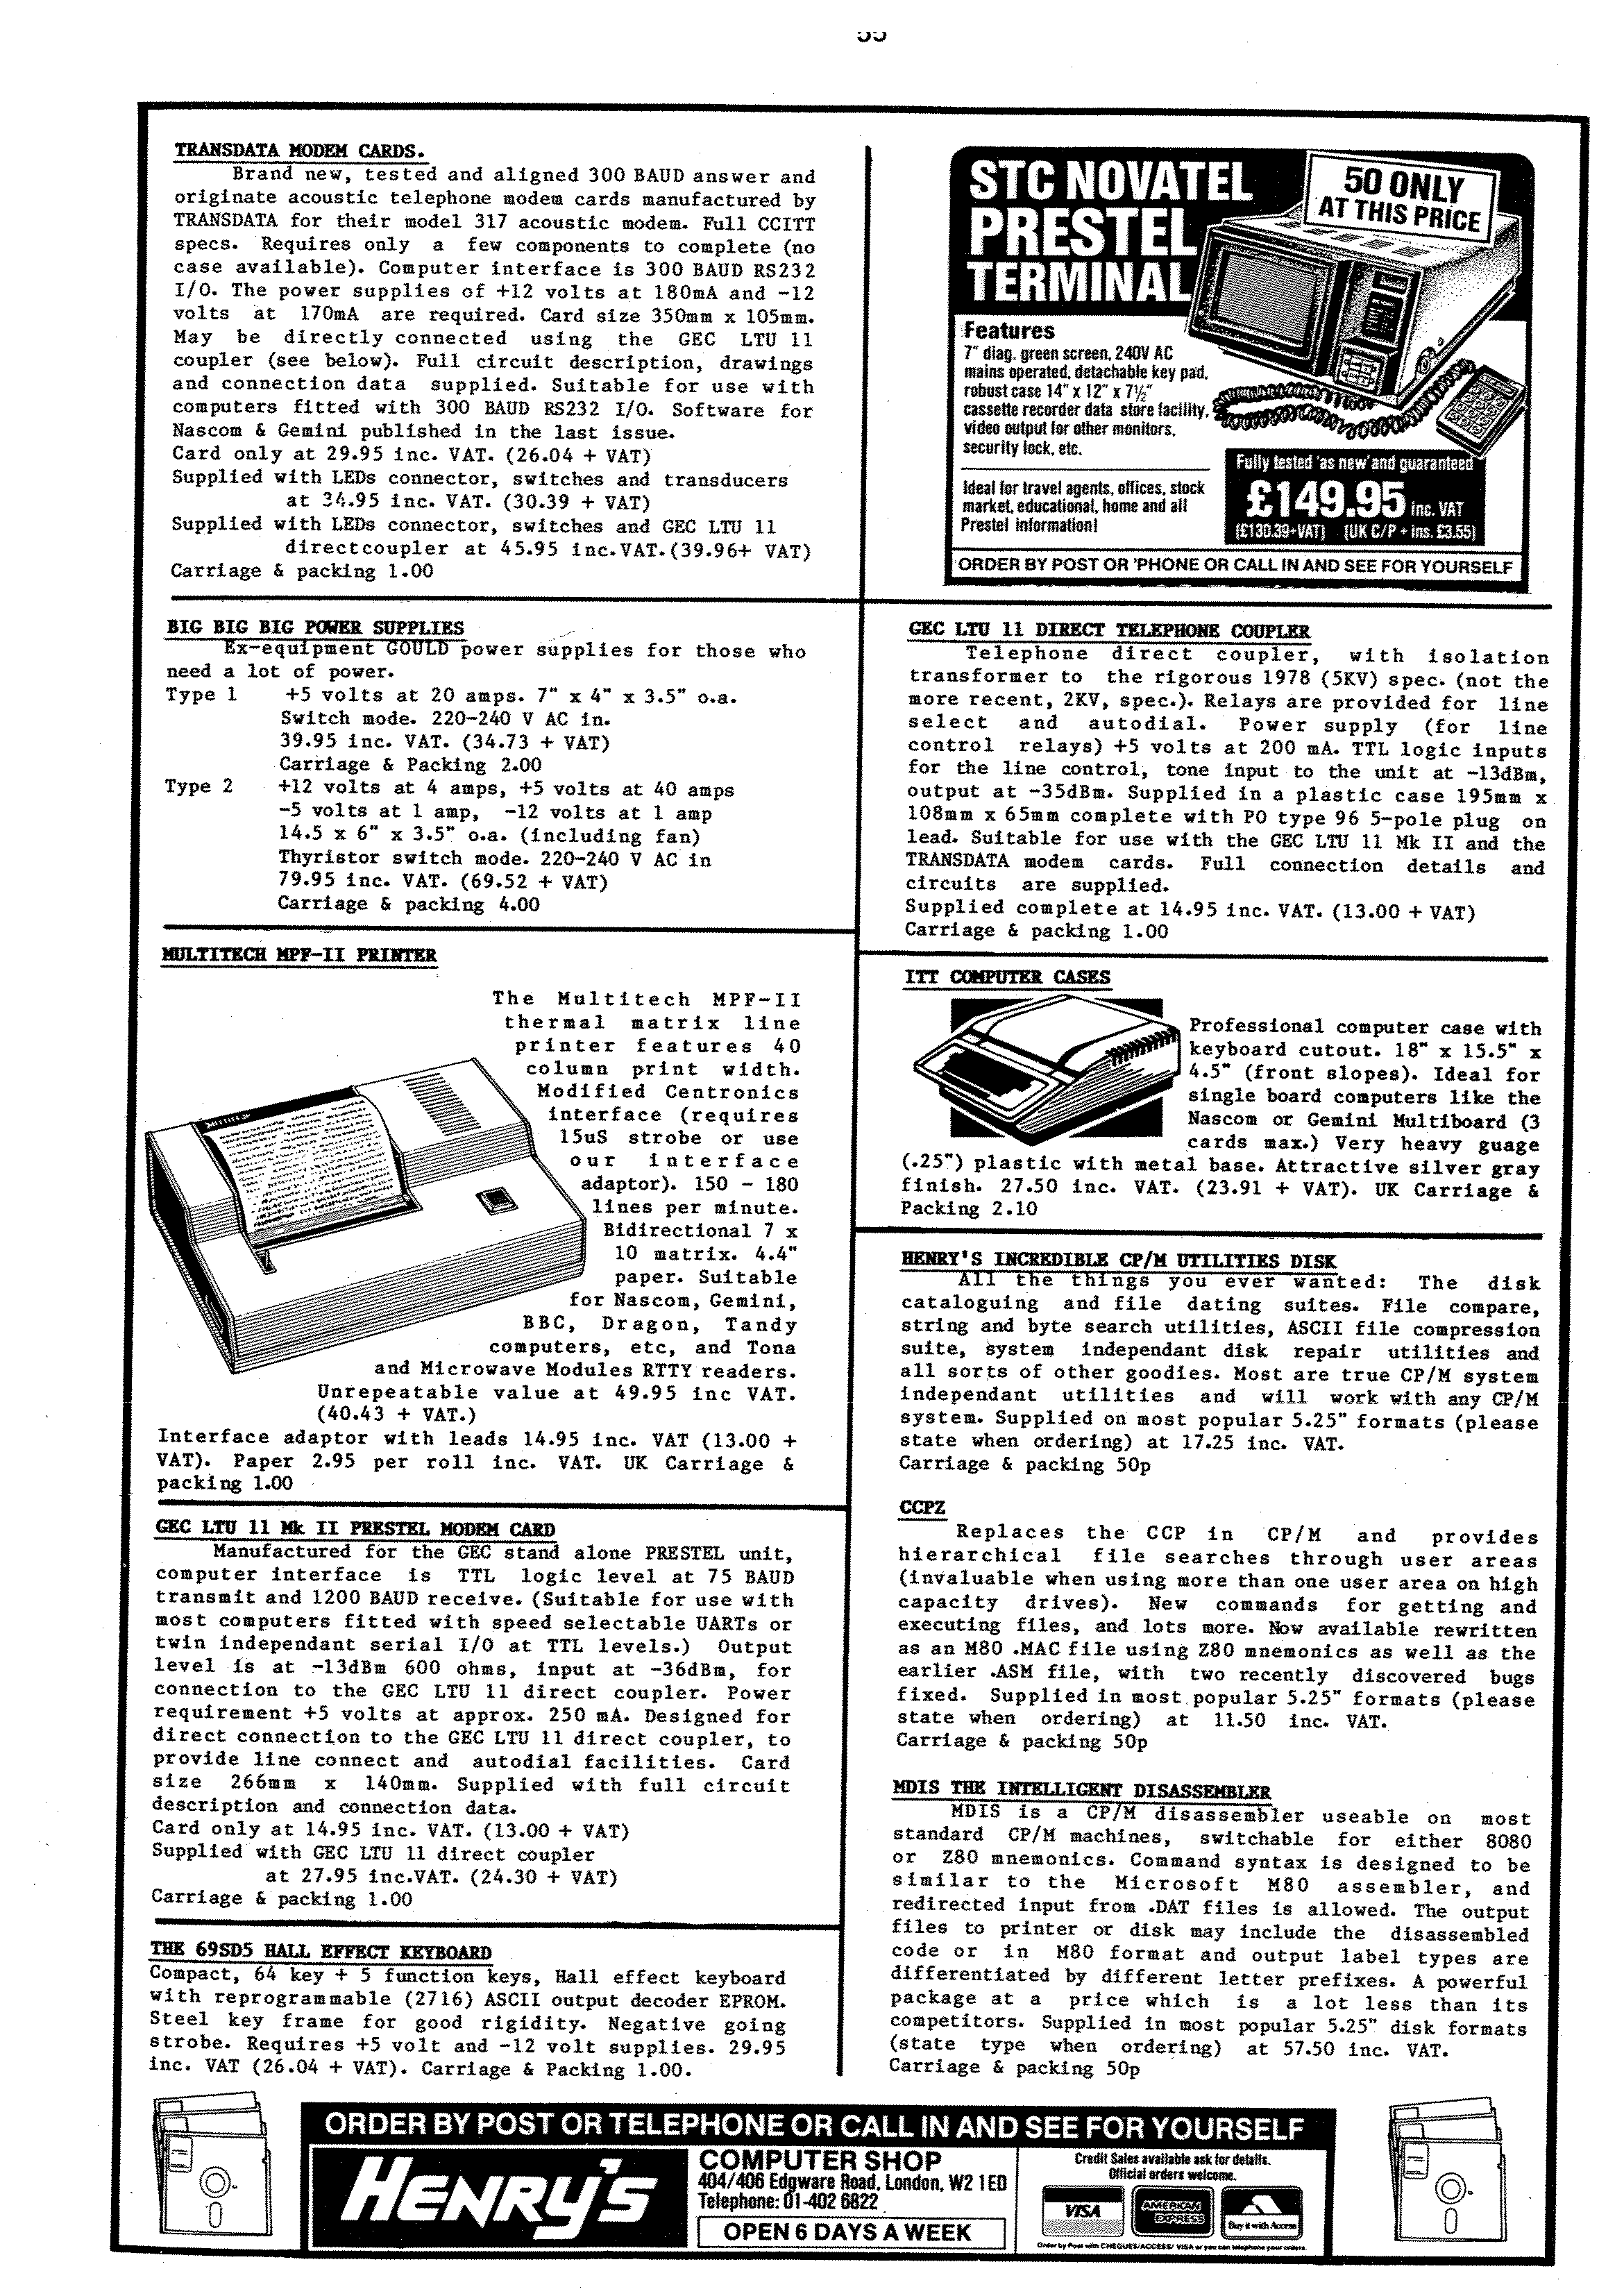 55
TRANSDATA MODEM CARDS.
Brand new, tested and aligned 300 BAUD answer and
originate acoustic telephone modem cards manufactured by
TRANSDATA for their model 317 acoustic modem. Full CCITT
specs. Requires only a few components to complete (no
case available). Computer interface is 300 BAUD RS232
I/O. The power supplies of +12 volts at 180mA and -12
volts at 170mA are required. Card size 350mm x 105mm.
May be directly connected using the GEC LTU 11
coupler (see below). Full circuit description, drawings
and connection data supplied. Suitable for use with
computers fitted with 300 BAUD RS232 I/O. Software for
Nascom & Gemini published in the last issue.
Card only at 29.95 inc. VAT. (26.04 + VAT)
Supplied with LEDs connector, switches and transducers
at 34.95 inc. VAT. (30.39 + VAT)
Supplied with LEDs connector, switches and GEC LTU 11
directcoupler at 45.95 inc.VAT.(39.96+ VAT)
Carriage & packing 1.00
BIG BIG BIG POWER SUPPLIES
Ex-equipment GOULD power supplies for those who
need a lot of power.
Type 1 +5 volts at 20 amps. 7" x 4" x 3.5" o.a.
Switch mode. 220-240 V AC in.
39.95 inc. VAT. (34.73 + VAT)
Carriage & Packing 2.00
Type 2 +12 volts at 4 amps, +5 volts at 40 amps
-5 volts at 1 amp, -12 volts at 1 amp
14.5 x 6" x 3.5" o.a. (including fan)
Thyristor switch mode. 220-240 V AC in
79.95 inc. VAT. (69.52 + VAT)
Carriage & packing 4.00
MULTITECH MPF-II PRINTER
The Multitech MPF-II
thermal matrix line
printer features 40
column print width.
Modified Centronics
interface (requires
15uS strobe or use
our interface
adaptor). 150 - 180
lines per minute.
Bidirectional 7 x
10 matrix. 4.4"
paper. Suitable
for Nascom, Gemini,
BBC, Dragon, Tandy
computers, etc, and Tona
and Microwave Modules RTTY readers.
Unrepeatable value at 49.95 inc VAT.
(40.43 + VAT.)
Interface adaptor with leads 14.95 inc. VAT (13.00 +
VAT). Paper 2.95 per roll inc. VAT. UK Carriage &
packing 1.00
GEC LTU 11 Mk II PRESTEL MODEM CARD
Manufactured for the GEC stand alone PRESTEL unit,
computer interface is TTL logic level at 75 BAUD
transmit and 1200 BAUD receive. (Suitable for use with
most computers fitted with speed selectable UARTs or
twin independant serial I/O at TTL levels.) Output
level is at -13dBm 600 ohms, input at -36dBm, for
connection to the GEC LTU 11 direct coupler. Power
requirement +5 volts at approx. 250 mA. Designed for
direct connection to the GEC LTU 11 direct coupler, to
provide line connect and autodial facilities. Card
size 266mm x 140mm. Supplied with full circuit
description and connection data.
Card only at 14.95 inc. VAT. (13.00 + VAT)
Supplied with GEC LTU 11 direct coupler
at 27.95 inc.VAT. (24.30 + VAT)
Carriage & packing 1.00
THE 69SD5 HALL EFFECT KEYBOARD
Compact, 64 key + 5 function keys, Hall effect keyboard
with reprogrammable (2716) ASCII output decoder EPROM.
Steel key frame for good rigidity. Negative going
strobe. Requires +5 volt and -12 volt supplies. 29.95
inc. VAT (26.04 + VAT). Carriage & Packing 1.00.
STC NOVATEL
PRESTEL
TERMINAL
50 ONLY
AT THIS PRICE
Features
7" diag. green screen, 240V AC
mains operated, detachable key pad,
robust case 14" x 12" x 7½"
cassette recorder data store facility,
video output for other monitors,
security lock, etc.
Ideal for travel agents, offices, stock
market, educational, home and all
Prestel information!
Fully tested 'as new' and guaranteed
£149.95 inc. VAT
(£130.39+VAT) (UK C/P + ins. £3.55)
ORDER BY POST OR 'PHONE OR CALL IN AND SEE FOR YOURSELF
GEC LTU 11 DIRECT TELEPHONE COUPLER
Telephone direct coupler, with isolation
transformer to the rigorous 1978 (5KV) spec. (not the
more recent, 2KV, spec.). Relays are provided for line
select and autodial. Power supply (for line
control relays) +5 volts at 200 mA. TTL logic inputs
for the line control, tone input to the unit at -13dBm,
output at -35dBm. Supplied in a plastic case 195mm x
108mm x 65mm complete with PO type 96 5-pole plug on
lead. Suitable for use with the GEC LTU 11 Mk II and the
TRANSDATA modem cards. Full connection details and
circuits are supplied.
Supplied complete at 14.95 inc. VAT. (13.00 + VAT)
Carriage & packing 1.00
ITT COMPUTER CASES
Professional computer case with
keyboard cutout. 18" x 15.5" x
4.5" (front slopes). Ideal for
single board computers like the
Nascom or Gemini Multiboard (3
cards max.) Very heavy guage
(.25") plastic with metal base. Attractive silver gray
finish. 27.50 inc. VAT. (23.91 + VAT). UK Carriage &
Packing 2.10
HENRY'S INCREDIBLE CP/M UTILITIES DISK
All the things you ever wanted: The disk
cataloguing and file dating suites. File compare,
string and byte search utilities, ASCII file compression
suite, system independant disk repair utilities and
all sorts of other goodies. Most are true CP/M system
independant utilities and will work with any CP/M
system. Supplied on most popular 5.25" formats (please
state when ordering) at 17.25 inc. VAT.
Carriage & packing 50p
CCPZ
Replaces the CCP in CP/M and provides
hierarchical file searches through user areas
(invaluable when using more than one user area on high
capacity drives). New commands for getting and
executing files, and lots more. Now available rewritten
as an M80 .MAC file using Z80 mnemonics as well as the
earlier .ASM file, with two recently discovered bugs
fixed. Supplied in most popular 5.25" formats (please
state when ordering) at 11.50 inc. VAT.
Carriage & packing 50p
MDIS THE INTELLIGENT DISASSEMBLER
MDIS is a CP/M disassembler useable on most
standard CP/M machines, switchable for either 8080
or Z80 mnemonics. Command syntax is designed to be
similar to the Microsoft M80 assembler, and
redirected input from .DAT files is allowed. The output
files to printer or disk may include the disassembled
code or in M80 format and output label types are
differentiated by different letter prefixes. A powerful
package at a price which is a lot less than its
competitors. Supplied in most popular 5.25" disk formats
(state type when ordering) at 57.50 inc. VAT.
Carriage & packing 50p
ORDER BY POST OR TELEPHONE OR CALL IN AND SEE FOR YOURSELF
HENRY'S
COMPUTER SHOP
404/406 Edgware Road, London, W2 1ED
Telephone: 01-402 6822
OPEN 6 DAYS A WEEK
Credit Sales available ask for details.
Official orders welcome.
VISA
AMERICAN EXPRESS
Buy it with Access
Order by Post with CHEQUES/ACCESS/ VISA or you can telephone your orders.